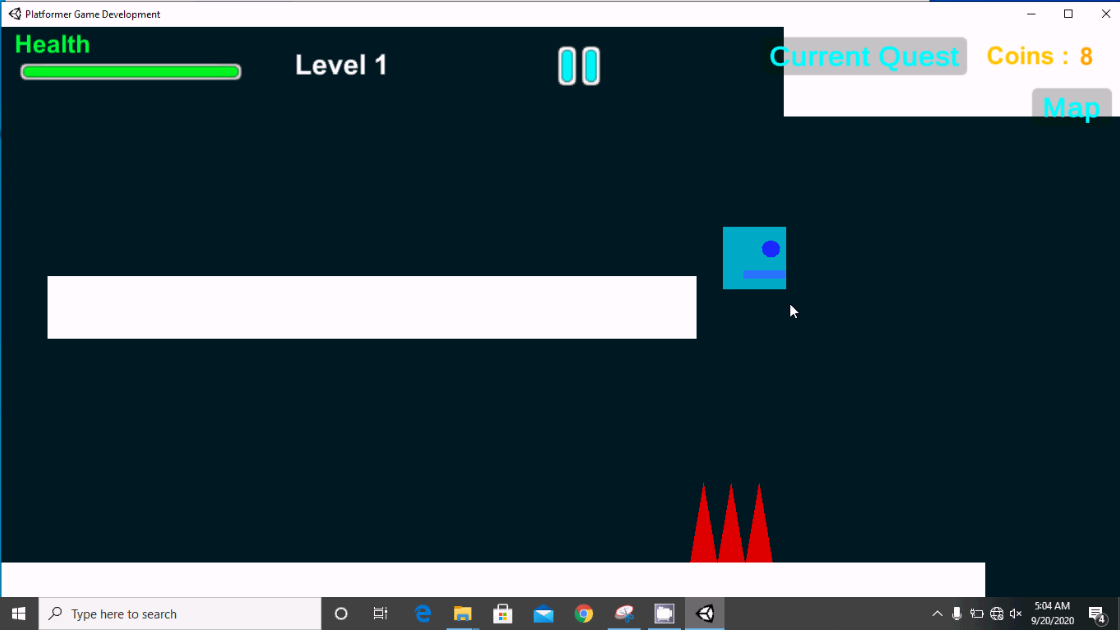 Platformer Game Development
Health
Level 1
Current Quest
Coins : 8
Map
Type here to search
5:04 AM
9/20/2020
4